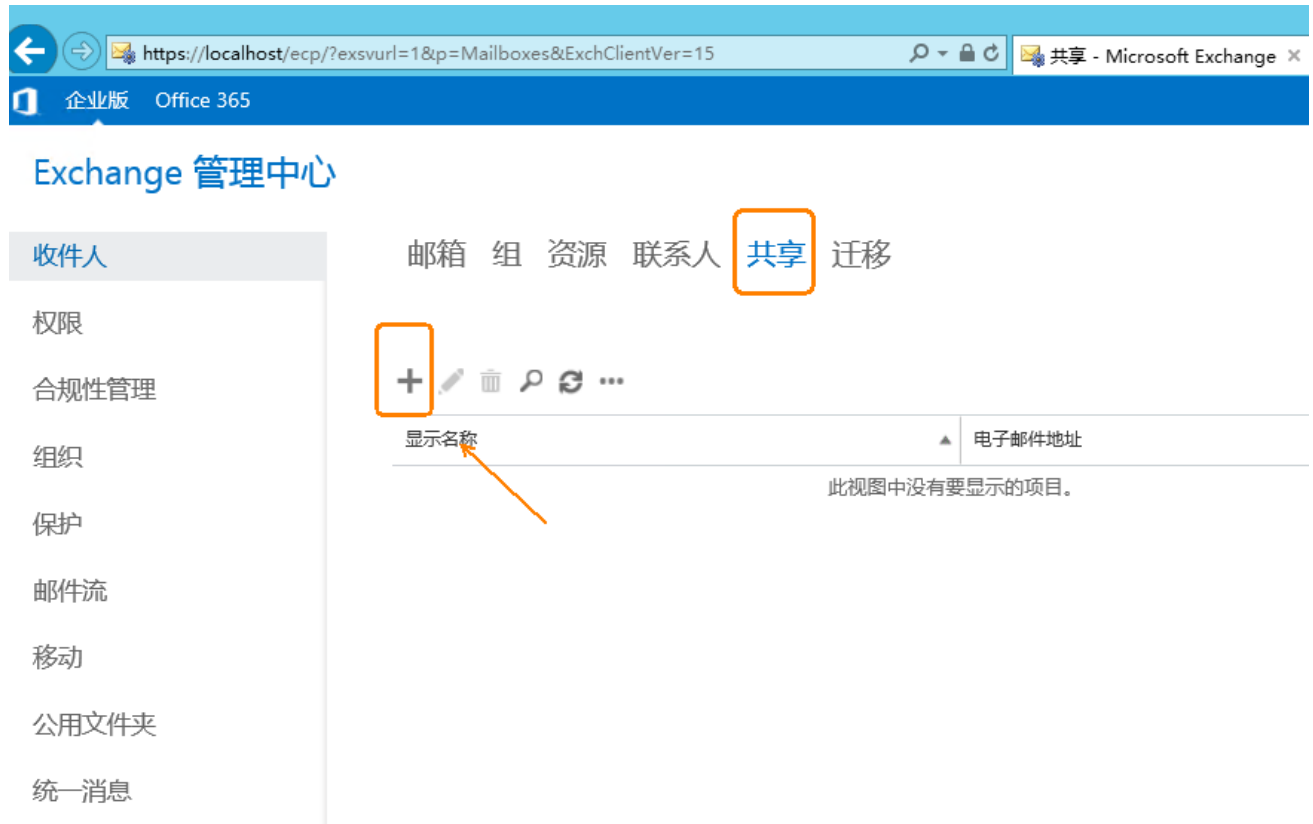 https://localhost/ecp/?exsvurl=1&p=Mailboxes&ExchClientVer=15
共享 - Microsoft Exchange
企业版 Office 365
Exchange 管理中心
收件人
权限
合规性管理
组织
保护
邮件流
移动
公用文件夹
统一消息
邮箱 组 资源 联系人 共享 迁移
显示名称 电子邮件地址
此视图中没有要显示的项目。